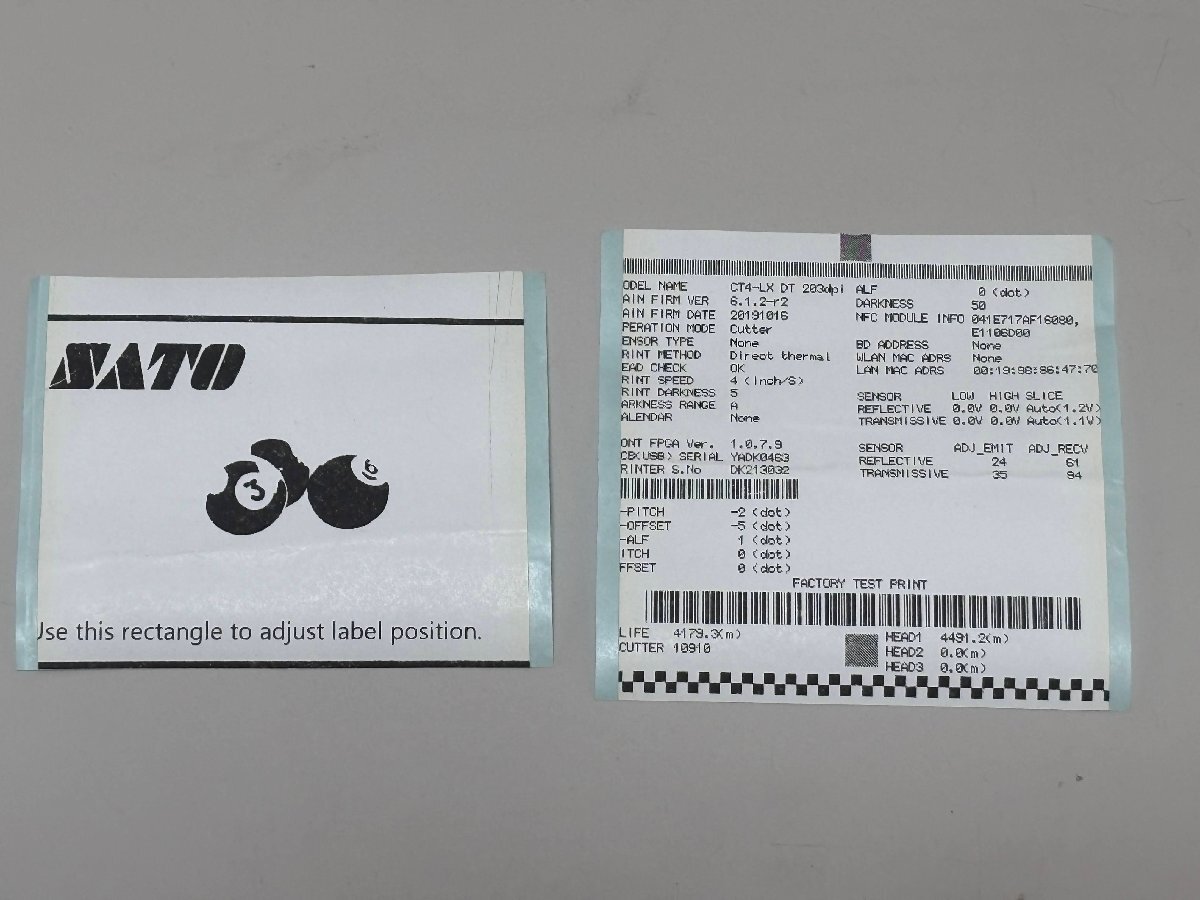 SATO
3
6
Use this rectangle to adjust label position.
ODEL NAME CT4-LX DT 203dpi
AIN FIRM VER 6.1.2-r2
AIN FIRM DATE 20191016
PERATION MODE Cutter
ENSOR TYPE None
RINT METHOD Direct thermal
EAD CHECK OK
RINT SPEED 4 (inch/S)
RINT DARKNESS 5
ARKNESS RANGE A
ALENDAR None
ONT FPGA Ver. 1.0.7.9
CB(USB) SERIAL YADK0463
RINTER S.No DK213032
-PITCH -2 (dot)
-OFFSET -5 (dot)
-ALF 1 (dot)
ITCH 0 (dot)
FFSET 0 (dot)
ALF 0 (dot)
DARKNESS 50
NFC MODULE INFO 041E717AF16080,
E1106D00
BD ADDRESS None
WLAN MAC ADRS None
LAN MAC ADRS 00:19:98:86:47:70
SENSOR LOW HIGH SLICE
REFLECTIVE 0.0V 0.0V Auto(1.2V)
TRANSMISSIVE 0.0V 0.0V Auto(1.1V)
SENSOR ADJ_EMIT ADJ_RECV
REFLECTIVE 24 61
TRANSMISSIVE 35 94
FACTORY TEST PRINT
LIFE 4179.3(m)
CUTTER 10910
HEAD1 4491.2(m)
HEAD2 0.0(m)
HEAD3 0.0(m)